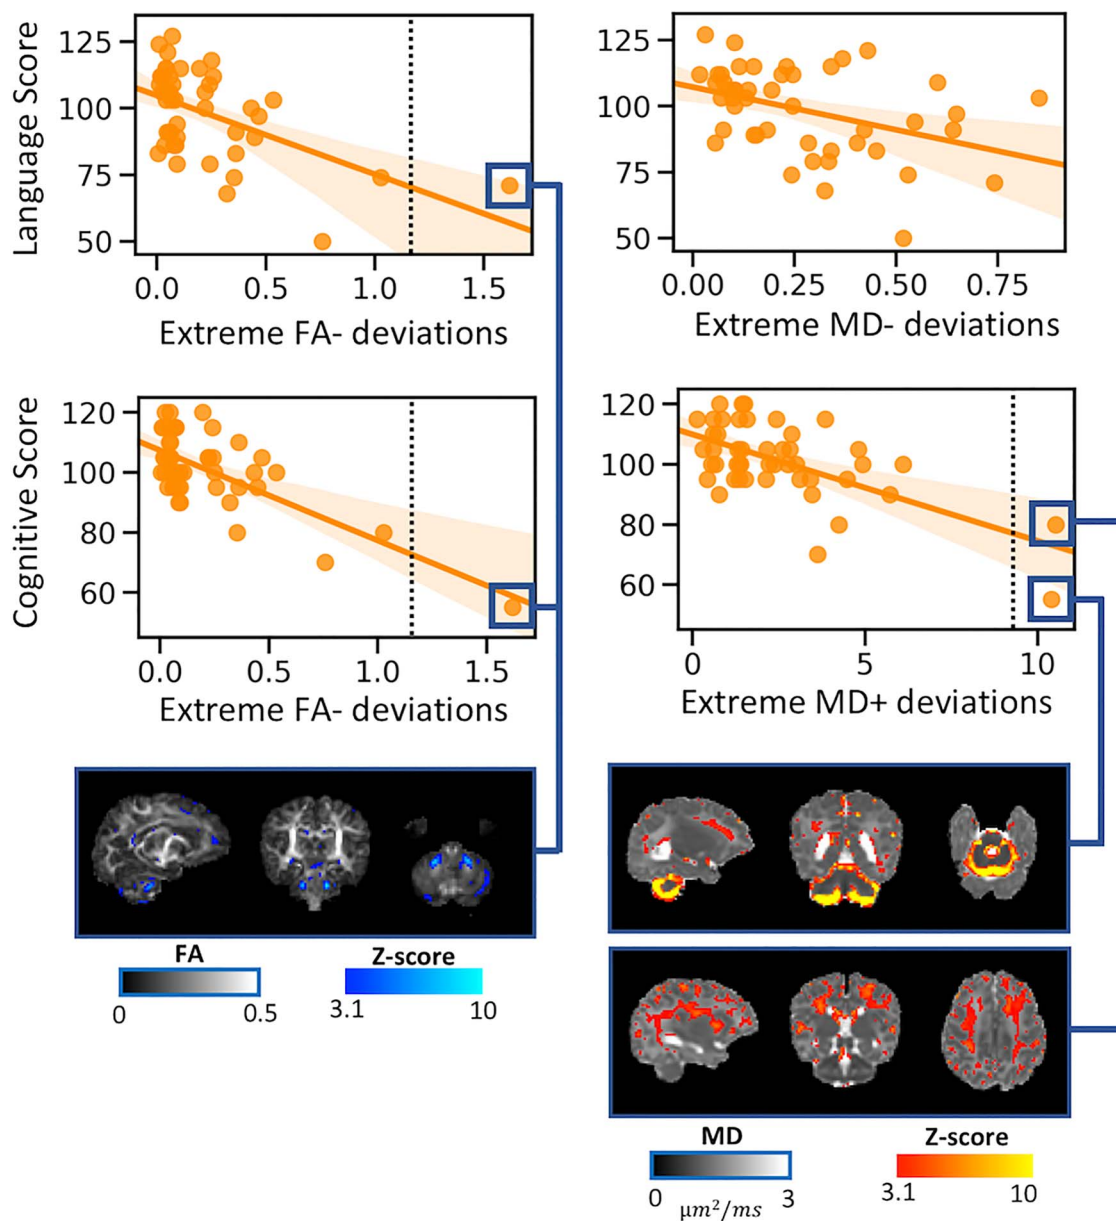 Language Score
125
100
75
50
0.0 0.5 1.0 1.5
Extreme FA- deviations
125
100
75
50
0.00 0.25 0.50 0.75
Extreme MD- deviations
Cognitive Score
120
100
80
60
0.0 0.5 1.0 1.5
Extreme FA- deviations
120
100
80
60
0 5 10
Extreme MD+ deviations
FA
0 0.5
Z-score
3.1 10
MD
0 μm²/ms 3
Z-score
3.1 10